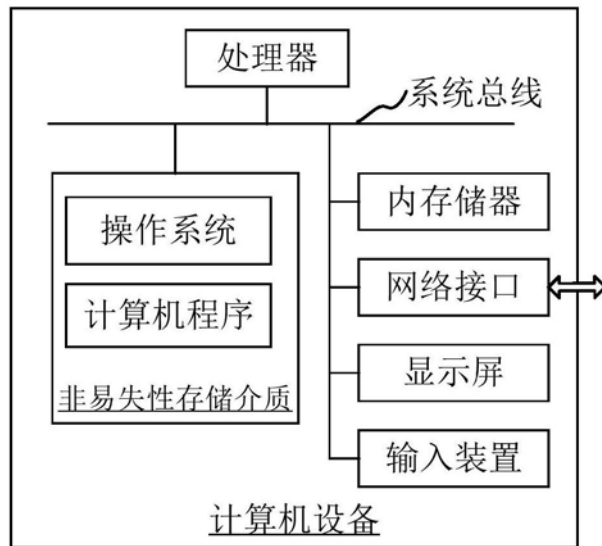 处理器
系统总线
操作系统
计算机程序
非易失性存储介质
内存储器
网络接口
显示屏
输入装置
计算机设备